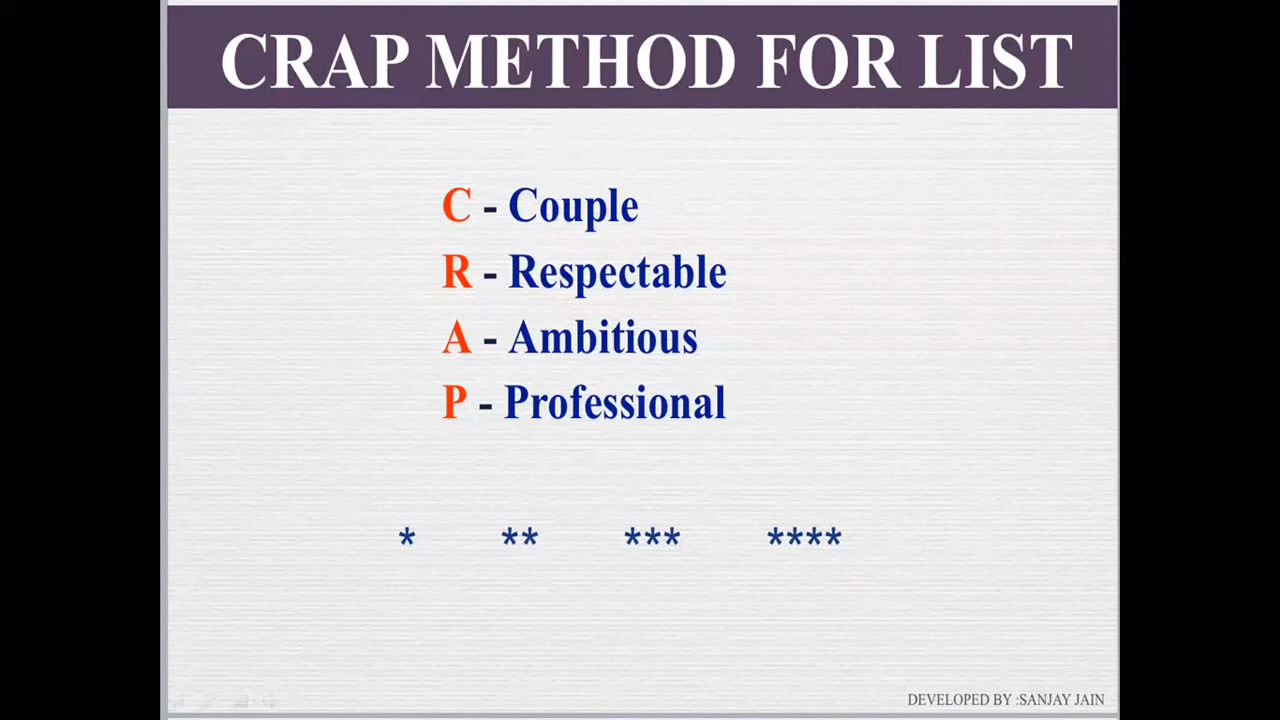 CRAP METHOD FOR LIST
C - Couple
R - Respectable
A - Ambitious
P - Professional
* ** *** ****
DEVELOPED BY :SANJAY JAIN